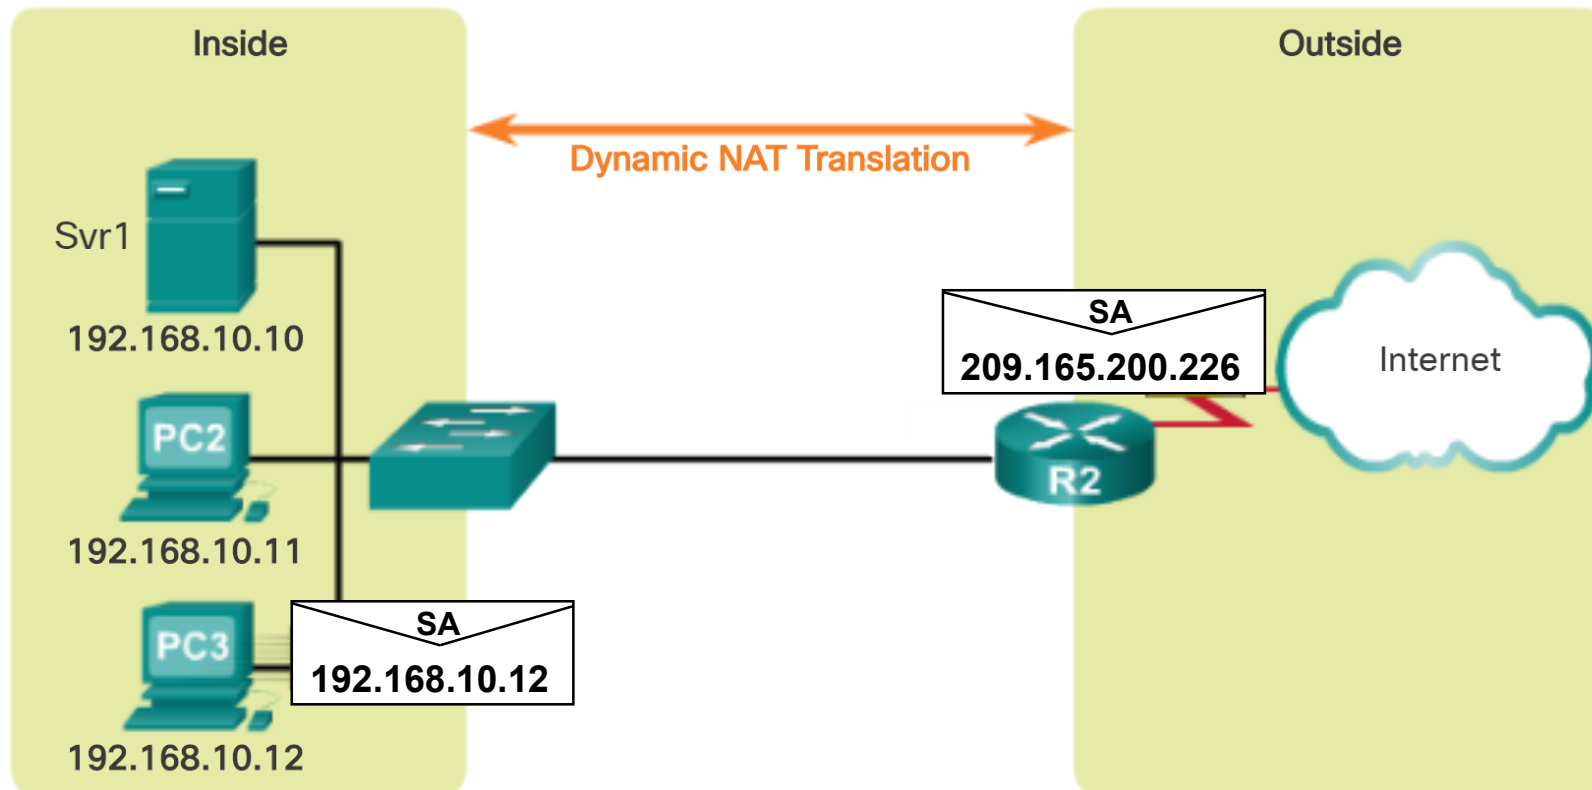 Inside
Outside
Dynamic NAT Translation
Svr1
192.168.10.10
SA
209.165.200.226
Internet
PC2
R2
192.168.10.11
PC3
SA
192.168.10.12
192.168.10.12